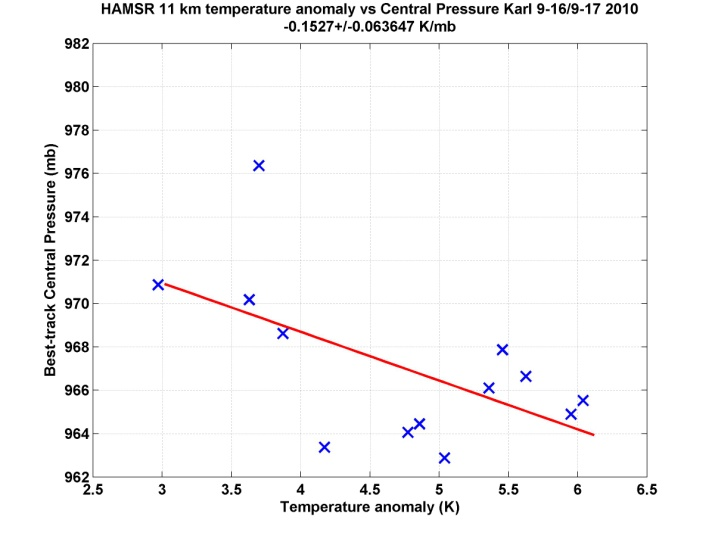 HAMSR 11 km temperature anomaly vs Central Pressure Karl 9-16/9-17 2010
-0.1527+/-0.063647 K/mb
982
980
978
976
974
972
970
968
966
964
962
Best-track Central Pressure (mb)
2.5 3 3.5 4 4.5 5 5.5 6 6.5
Temperature anomaly (K)